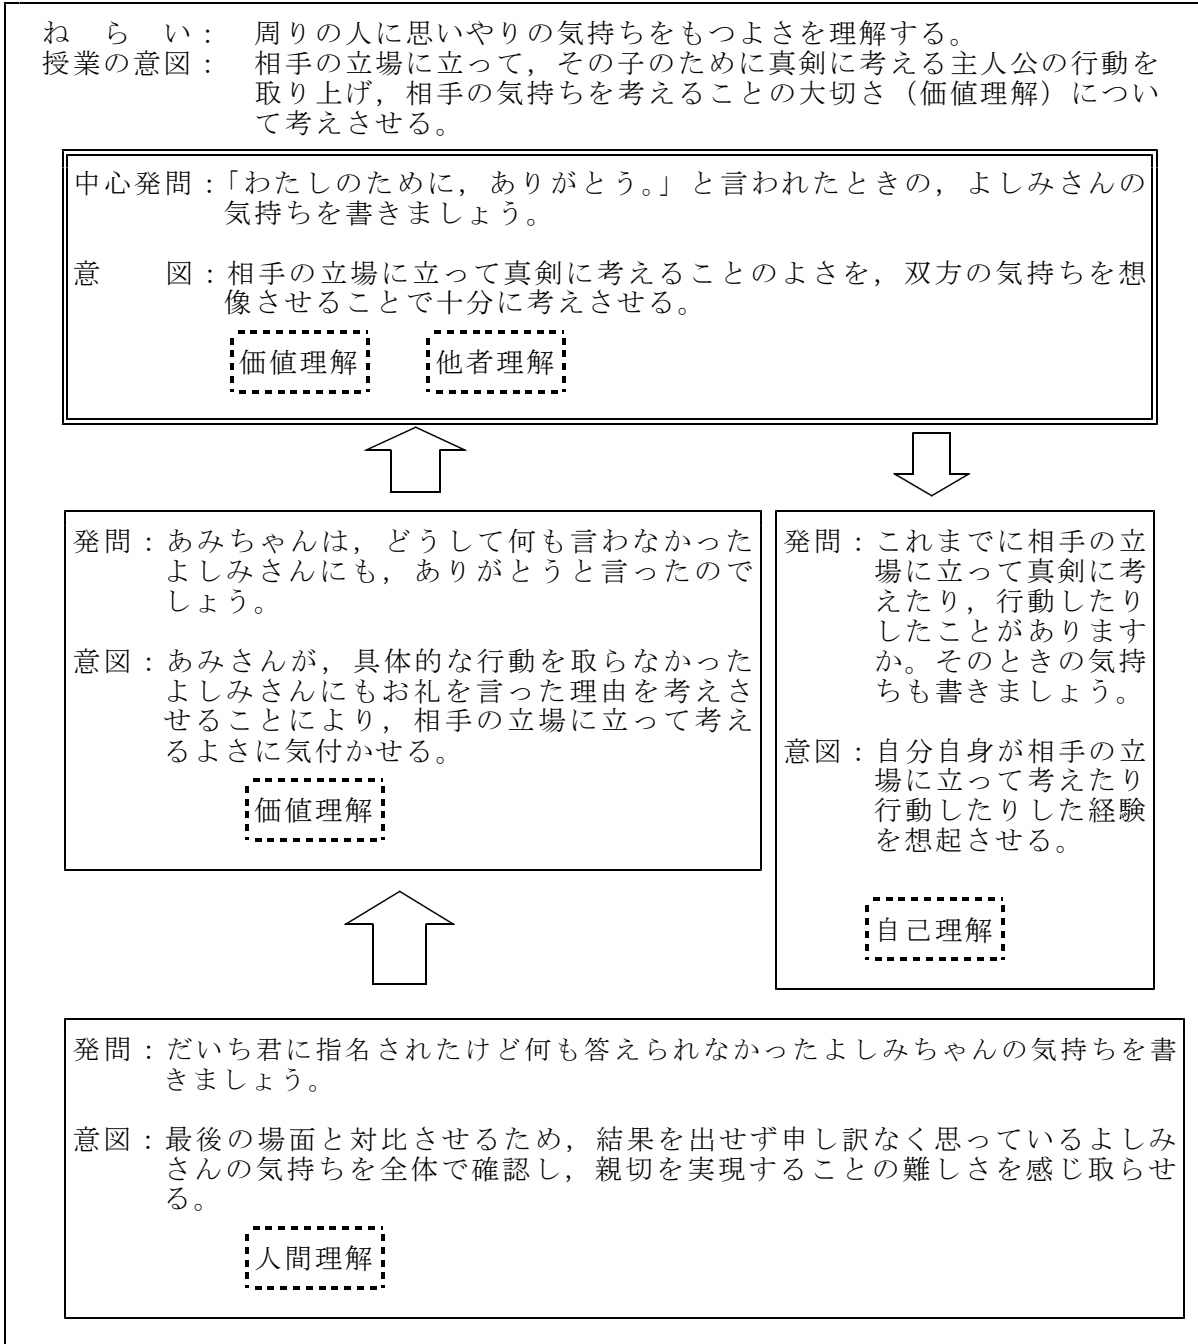 ね　ら　い：　周りの人に思いやりの気持ちをもつよさを理解する。
授業の意図：　相手の立場に立って，その子のために真剣に考える主人公の行動を
取り上げ，相手の気持ちを考えることの大切さ（価値理解）につい
て考えさせる。
中心発問：「わたしのために，ありがとう。」と言われたときの，よしみさんの
気持ちを書きましょう。
意　　図：相手の立場に立って真剣に考えることのよさを，双方の気持ちを想
像させることで十分に考えさせる。
価値理解　他者理解
発問：あみちゃんは，どうして何も言わなかった
よしみさんにも，ありがとうと言ったので
しょう。
意図：あみさんが，具体的な行動を取らなかった
よしみさんにもお礼を言った理由を考えさ
せることにより，相手の立場に立って考え
るよさに気付かせる。
価値理解
発問：これまでに相手の立
場に立って真剣に考
えたり，行動したり
したことがあります
か。そのときの気持
ちも書きましょう。
意図：自分自身が相手の立
場に立って考えたり
行動したりした経験
を想起させる。
自己理解
発問：だいち君に指名されたけど何も答えられなかったよしみちゃんの気持ちを書
きましょう。
意図：最後の場面と対比させるため，結果を出せず申し訳なく思っているよしみ
さんの気持ちを全体で確認し，親切を実現することの難しさを感じ取らせ
る。
人間理解